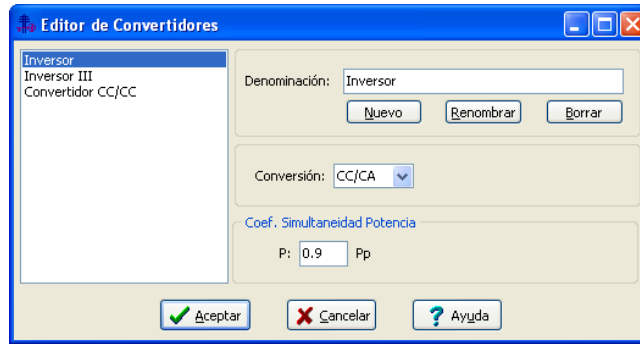 Editor de Convertidores
Inversor
Inversor III
Convertidor CC/CC
Denominación: Inversor
Nuevo Renombrar Borrar
Conversión: CC/CA
Coef. Simultaneidad Potencia
P: 0.9 Pp
Aceptar Cancelar Ayuda